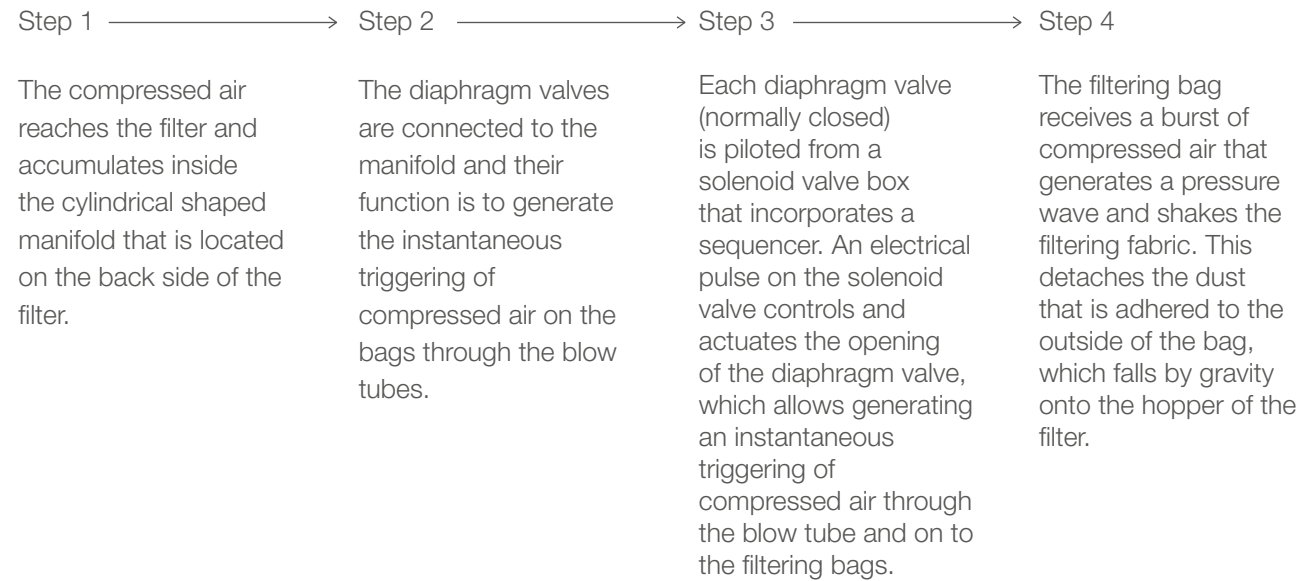 Step 1
The compressed air
reaches the filter and
accumulates inside
the cylindrical shaped
manifold that is located
on the back side of the
filter.
Step 2
The diaphragm valves
are connected to the
manifold and their
function is to generate
the instantaneous
triggering of
compressed air on the
bags through the blow
tubes.
Step 3
Each diaphragm valve
(normally closed)
is piloted from a
solenoid valve box
that incorporates a
sequencer. An electrical
pulse on the solenoid
valve controls and
actuates the opening
of the diaphragm valve,
which allows generating
an instantaneous
triggering of
compressed air through
the blow tube and on to
the filtering bags.
Step 4
The filtering bag
receives a burst of
compressed air that
generates a pressure
wave and shakes the
filtering fabric. This
detaches the dust
that is adhered to the
outside of the bag,
which falls by gravity
onto the hopper of the
filter.